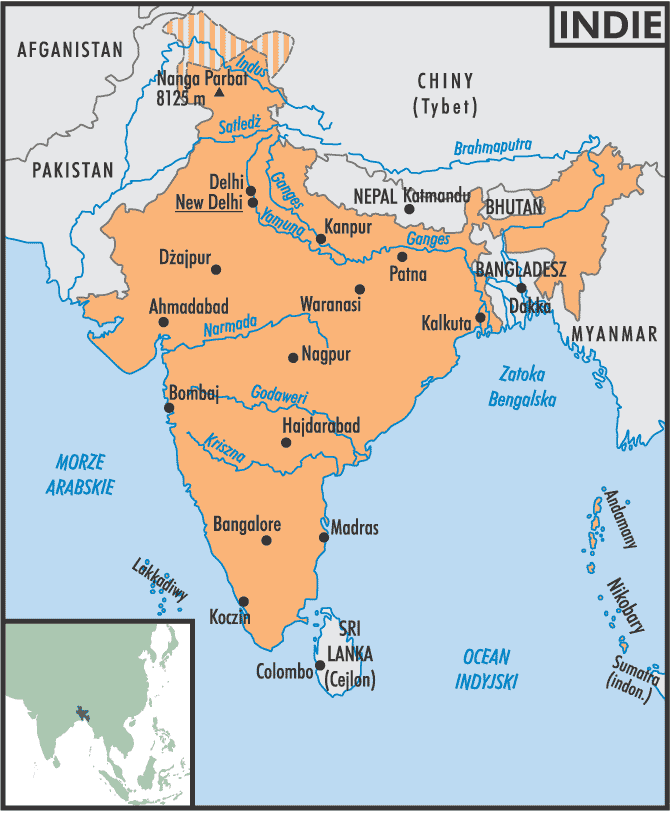 INDIE
AFGANISTAN
CHINY
(Tybet)
Indus
Nanga Parbat
8125 m
Satledż
Brahmaputra
PAKISTAN
Delhi
New Delhi
Ganges
Yamuna
NEPAL
Katmandu
BHUTAN
Kanpur
Ganges
Dżajpur
Patna
BANGLADESZ
Waranasi
Ahmadabad
Dakka
Kalkuta
Narmada
MYANMAR
Nagpur
Zatoka
Bengalska
Bombaj
Godaweri
Hajdarabad
Kriszna
MORZE
ARABSKIE
Bangalore
Madras
Andamany
Lakkadiwy
Nikobary
Koczin
SRI
LANKA
(Cejlon)
Colombo
OCEAN
INDYJSKI
Sumatra
(indon.)